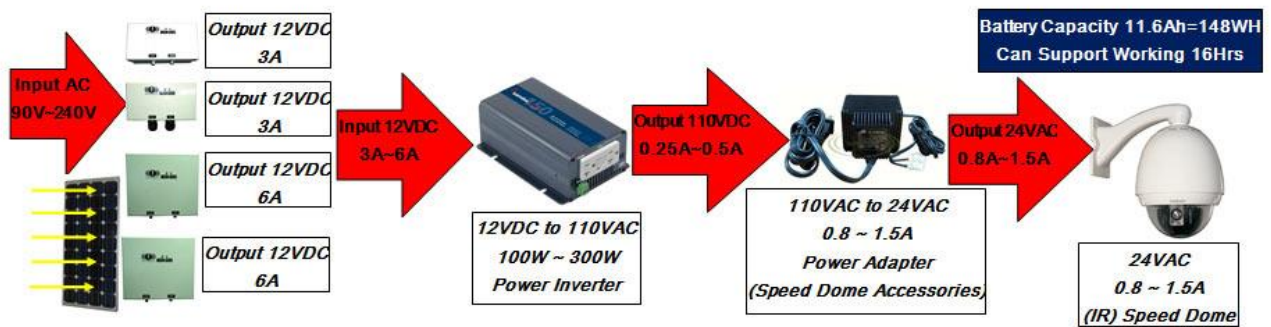 Input AC
90V~240V
Output 12VDC
3A
Output 12VDC
3A
Output 12VDC
6A
Output 12VDC
6A
Input 12VDC
3A~6A
12VDC to 110VAC
100W ~ 300W
Power Inverter
Output 110VDC
0.25A~0.5A
110VAC to 24VAC
0.8 ~ 1.5A
Power Adapter
(Speed Dome Accessories)
Output 24VAC
0.8A~1.5A
Battery Capacity 11.6Ah=148WH
Can Support Working 16Hrs
24VAC
0.8 ~ 1.5A
(IR) Speed Dome